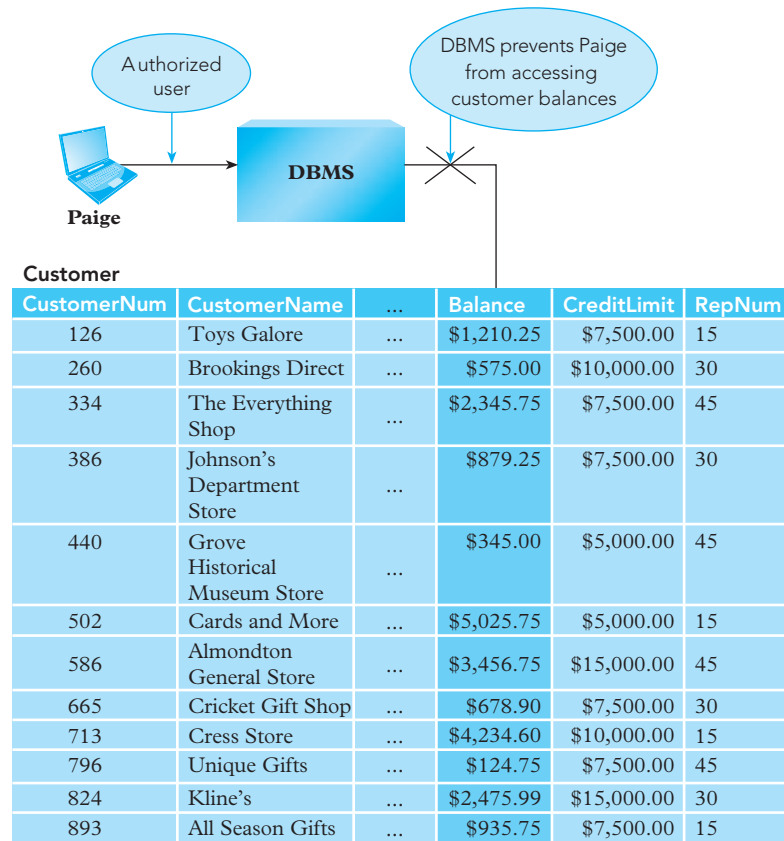 Authorized
user
DBMS prevents Paige
from accessing
customer balances
DBMS
Paige
Customer
CustomerNum CustomerName ... Balance CreditLimit RepNum
126 Toys Galore ... $1,210.25 $7,500.00 15
260 Brookings Direct ... $575.00 $10,000.00 30
334 The Everything ... $2,345.75 $7,500.00 45
Shop
386 Johnson's ... $879.25 $7,500.00 30
Department
Store
440 Grove ... $345.00 $5,000.00 45
Historical
Museum Store
502 Cards and More ... $5,025.75 $5,000.00 15
586 Almondton ... $3,456.75 $15,000.00 45
General Store
665 Cricket Gift Shop ... $678.90 $7,500.00 30
713 Cress Store ... $4,234.60 $10,000.00 15
796 Unique Gifts ... $124.75 $7,500.00 45
824 Kline's ... $2,475.99 $15,000.00 30
893 All Season Gifts ... $935.75 $7,500.00 15